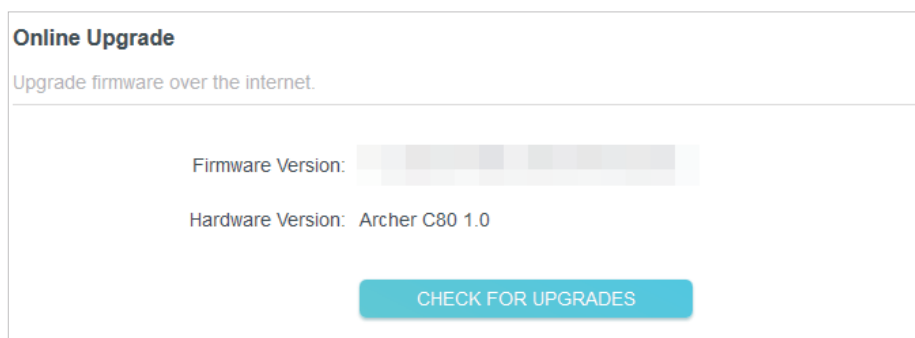 Online Upgrade
Upgrade firmware over the internet.
Firmware Version:
Hardware Version: Archer C80 1.0
CHECK FOR UPGRADES